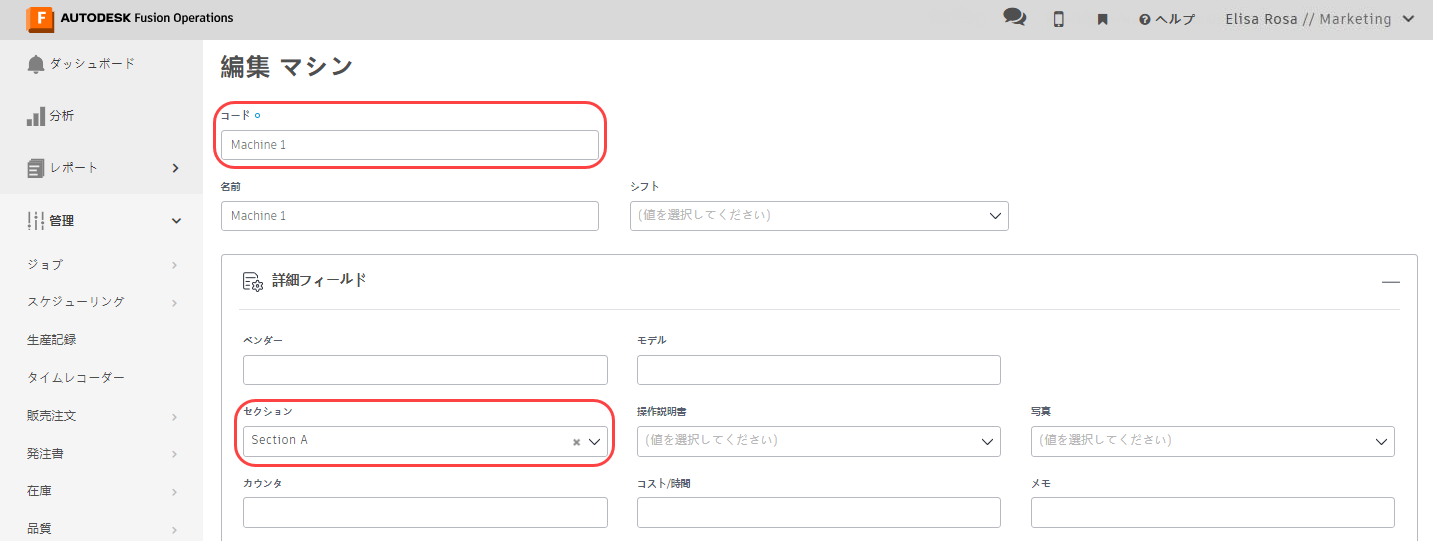 F AUTODESK Fusion Operations
ヘルプ
Elisa Rosa // Marketing
ダッシュボード
分析
レポート
管理
ジョブ
スケジューリング
生産記録
タイムレコーダー
販売注文
発注書
在庫
品質
編集 マシン
コード
Machine 1
名前
シフト
Machine 1
(値を選択してください)
詳細フィールド
ベンダー
モデル
セクション
操作説明書
写真
Section A
(値を選択してください)
(値を選択してください)
カウンタ
コスト/時間
メモ